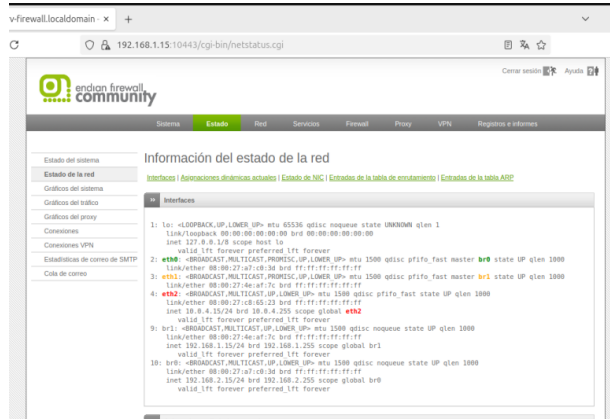 v-firewall.localdomain - × +
192.168.1.15:10443/cgi-bin/netstatus.cgi
Cerrar sesión Ayuda
endian firewall
community
Sistema Estado Red Servicios Firewall Proxy VPN Registros e informes
Estado del sistema
Estado de la red
Gráficos del sistema
Gráficos del tráfico
Gráficos del proxy
Conexiones
Conexiones VPN
Estadísticas de correo de SMTP
Cola de correo
Información del estado de la red
Interfaces | Asignaciones dinámicas actuales | Estado de NIC | Entradas de la tabla de enrutamiento | Entradas de la tabla ARP
» Interfaces
1: lo: <LOOPBACK,UP,LOWER_UP> mtu 65536 qdisc noqueue state UNKNOWN qlen 1
link/loopback 00:00:00:00:00:00 brd 00:00:00:00:00:00
inet 127.0.0.1/8 scope host lo
valid_lft forever preferred_lft forever
2: eth0: <BROADCAST,MULTICAST,PROMISC,UP,LOWER_UP> mtu 1500 qdisc pfifo_fast master br0 state UP qlen 1000
link/ether 08:00:27:a7:c0:3d brd ff:ff:ff:ff:ff:ff
3: eth1: <BROADCAST,MULTICAST,PROMISC,UP,LOWER_UP> mtu 1500 qdisc pfifo_fast master br1 state UP qlen 1000
link/ether 08:00:27:4e:af:7c brd ff:ff:ff:ff:ff:ff
4: eth2: <BROADCAST,MULTICAST,UP,LOWER_UP> mtu 1500 qdisc pfifo_fast state UP qlen 1000
link/ether 08:00:27:c8:65:23 brd ff:ff:ff:ff:ff:ff
inet 10.0.4.15/24 brd 10.0.4.255 scope global eth2
valid_lft forever preferred_lft forever
9: br1: <BROADCAST,MULTICAST,UP,LOWER_UP> mtu 1500 qdisc noqueue state UP qlen 1000
link/ether 08:00:27:4e:af:7c brd ff:ff:ff:ff:ff:ff
inet 192.168.1.15/24 brd 192.168.1.255 scope global br1
valid_lft forever preferred_lft forever
10: br0: <BROADCAST,MULTICAST,UP,LOWER_UP> mtu 1500 qdisc noqueue state UP qlen 1000
link/ether 08:00:27:a7:c0:3d brd ff:ff:ff:ff:ff:ff
inet 192.168.2.15/24 brd 192.168.2.255 scope global br0
valid_lft forever preferred_lft forever